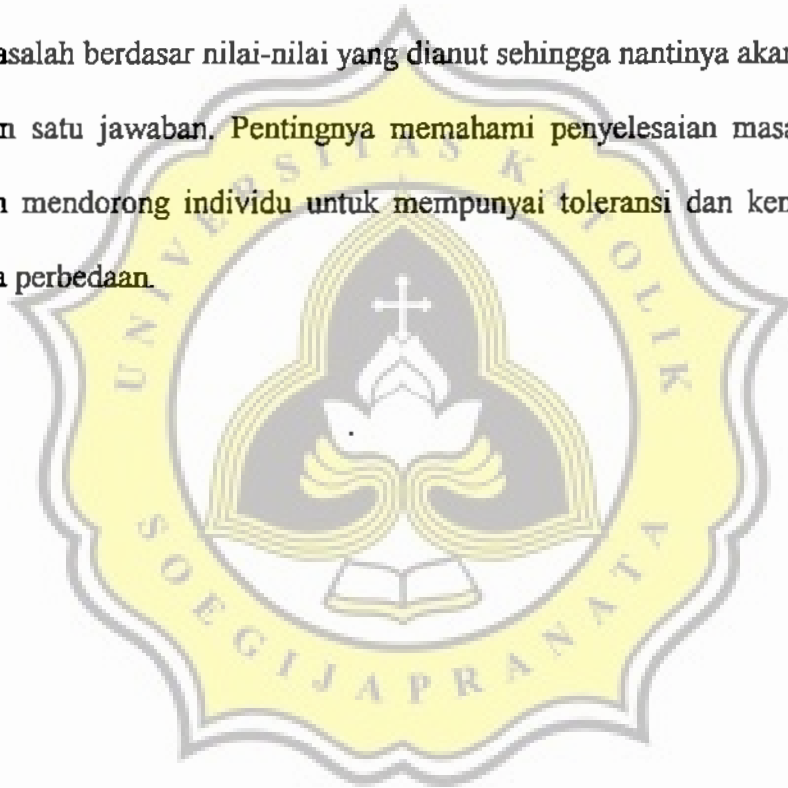 asalah berdasar nilai-nilai yang dianut sehingga nantinya akan
n satu jawaban. Pentingnya memahami penyelesaian masa
n mendorong individu untuk mempunyai toleransi dan ken
a perbedaan.
UNIVERSITAS KATOLIK
SOEGIJAPRANATA